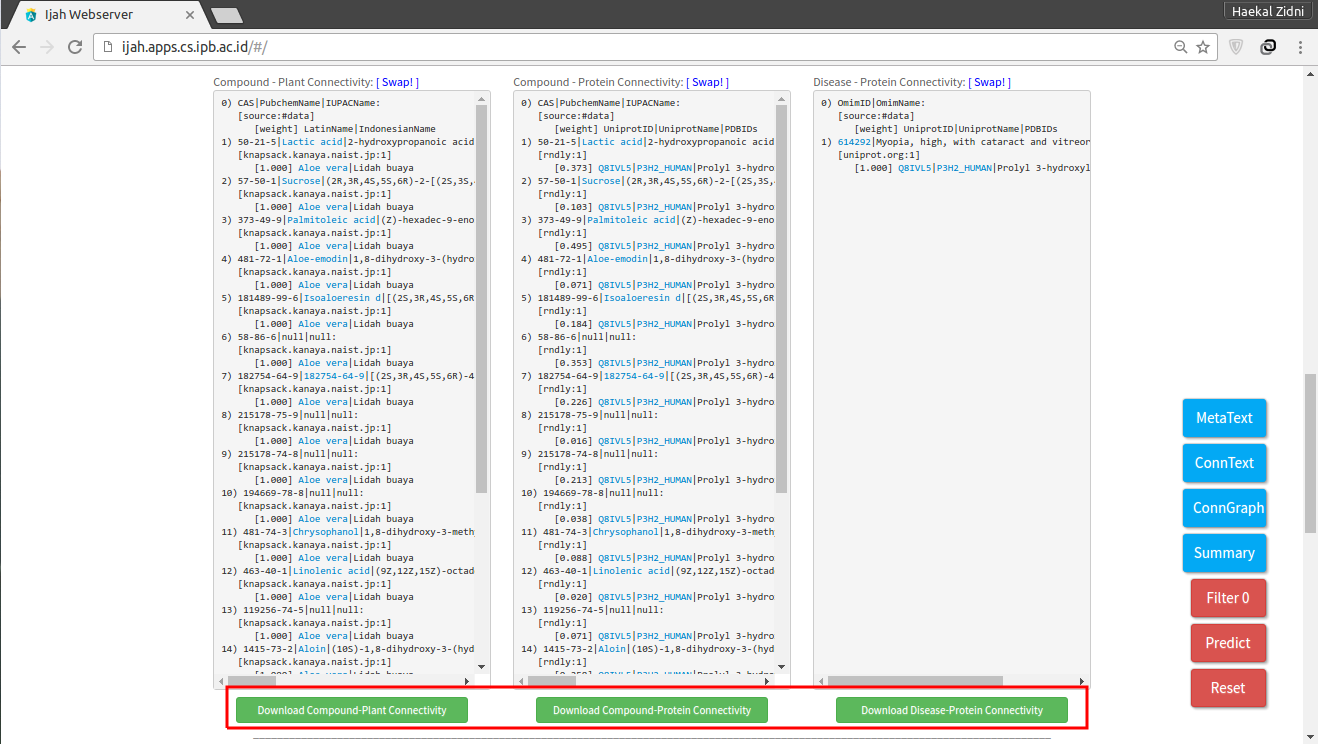 Ijah Webserver
Haekal Zidni
ijah.apps.cs.ipb.ac.id/#/
Compound - Plant Connectivity: [ Swap! ]
0) CAS|PubchemName|IUPACName:
[source:#data]
[weight] LatinName|IndonesianName
1) 50-21-5|Lactic acid|2-hydroxypropanoic acid
[knapsack.kanaya.naist.jp:1]
[1.000] Aloe vera|Lidah buaya
2) 57-50-1|Sucrose|(2R,3R,4S,5S,6R)-2-[(2S,3S,
[knapsack.kanaya.naist.jp:1]
[1.000] Aloe vera|Lidah buaya
3) 373-49-9|Palmitoleic acid|(Z)-hexadec-9-eno
[knapsack.kanaya.naist.jp:1]
[1.000] Aloe vera|Lidah buaya
4) 481-72-1|Aloe-emodin|1,8-dihydroxy-3-(hydro
[knapsack.kanaya.naist.jp:1]
[1.000] Aloe vera|Lidah buaya
5) 181489-99-6|Isoaloeresin d|[(2S,3R,4S,5S,6R
[knapsack.kanaya.naist.jp:1]
[1.000] Aloe vera|Lidah buaya
6) 58-86-6|null|null:
[knapsack.kanaya.naist.jp:1]
[1.000] Aloe vera|Lidah buaya
7) 182754-64-9|182754-64-9|[(2S,3R,4S,5S,6R)-4
[knapsack.kanaya.naist.jp:1]
[1.000] Aloe vera|Lidah buaya
8) 215178-75-9|null|null:
[knapsack.kanaya.naist.jp:1]
[1.000] Aloe vera|Lidah buaya
9) 215178-74-8|null|null:
[knapsack.kanaya.naist.jp:1]
[1.000] Aloe vera|Lidah buaya
10) 194669-78-8|null|null:
[knapsack.kanaya.naist.jp:1]
[1.000] Aloe vera|Lidah buaya
11) 481-74-3|Chrysophanol|1,8-dihydroxy-3-meth
[knapsack.kanaya.naist.jp:1]
[1.000] Aloe vera|Lidah buaya
12) 463-40-1|Linolenic acid|(9Z,12Z,15Z)-octad
[knapsack.kanaya.naist.jp:1]
[1.000] Aloe vera|Lidah buaya
13) 119256-74-5|null|null:
[knapsack.kanaya.naist.jp:1]
[1.000] Aloe vera|Lidah buaya
14) 1415-73-2|Aloin|(10S)-1,8-dihydroxy-3-(hyd
[knapsack.kanaya.naist.jp:1]
Download Compound-Plant Connectivity
Compound - Protein Connectivity: [ Swap! ]
0) CAS|PubchemName|IUPACName:
[source:#data]
[weight] UniprotID|UniprotName|PDBIDs
1) 50-21-5|Lactic acid|2-hydroxypropanoic acid
[rndly:1]
[0.373] Q8IVL5|P3H2_HUMAN|Prolyl 3-hydro
2) 57-50-1|Sucrose|(2R,3R,4S,5S,6R)-2-[(2S,3S,
[rndly:1]
[0.103] Q8IVL5|P3H2_HUMAN|Prolyl 3-hydro
3) 373-49-9|Palmitoleic acid|(Z)-hexadec-9-eno
[rndly:1]
[0.495] Q8IVL5|P3H2_HUMAN|Prolyl 3-hydro
4) 481-72-1|Aloe-emodin|1,8-dihydroxy-3-(hydro
[rndly:1]
[0.071] Q8IVL5|P3H2_HUMAN|Prolyl 3-hydro
5) 181489-99-6|Isoaloeresin d|[(2S,3R,4S,5S,6R
[rndly:1]
[0.184] Q8IVL5|P3H2_HUMAN|Prolyl 3-hydro
6) 58-86-6|null|null:
[rndly:1]
[0.353] Q8IVL5|P3H2_HUMAN|Prolyl 3-hydro
7) 182754-64-9|182754-64-9|[(2S,3R,4S,5S,6R)-4
[rndly:1]
[0.226] Q8IVL5|P3H2_HUMAN|Prolyl 3-hydro
8) 215178-75-9|null|null:
[rndly:1]
[0.016] Q8IVL5|P3H2_HUMAN|Prolyl 3-hydro
9) 215178-74-8|null|null:
[rndly:1]
[0.213] Q8IVL5|P3H2_HUMAN|Prolyl 3-hydro
10) 194669-78-8|null|null:
[rndly:1]
[0.038] Q8IVL5|P3H2_HUMAN|Prolyl 3-hydro
11) 481-74-3|Chrysophanol|1,8-dihydroxy-3-meth
[rndly:1]
[0.088] Q8IVL5|P3H2_HUMAN|Prolyl 3-hydro
12) 463-40-1|Linolenic acid|(9Z,12Z,15Z)-octad
[rndly:1]
[0.020] Q8IVL5|P3H2_HUMAN|Prolyl 3-hydro
13) 119256-74-5|null|null:
[rndly:1]
[0.071] Q8IVL5|P3H2_HUMAN|Prolyl 3-hydro
14) 1415-73-2|Aloin|(10S)-1,8-dihydroxy-3-(hyd
[rndly:1]
Download Compound-Protein Connectivity
Disease - Protein Connectivity: [ Swap! ]
0) OmimID|OmimName:
[source:#data]
[weight] UniprotID|UniprotName|PDBIDs
1) 614292|Myopia, high, with cataract and vitreor
[uniprot.org:1]
[1.000] Q8IVL5|P3H2_HUMAN|Prolyl 3-hydroxyl
Download Disease-Protein Connectivity
MetaText
ConnText
ConnGraph
Summary
Filter 0
Predict
Reset